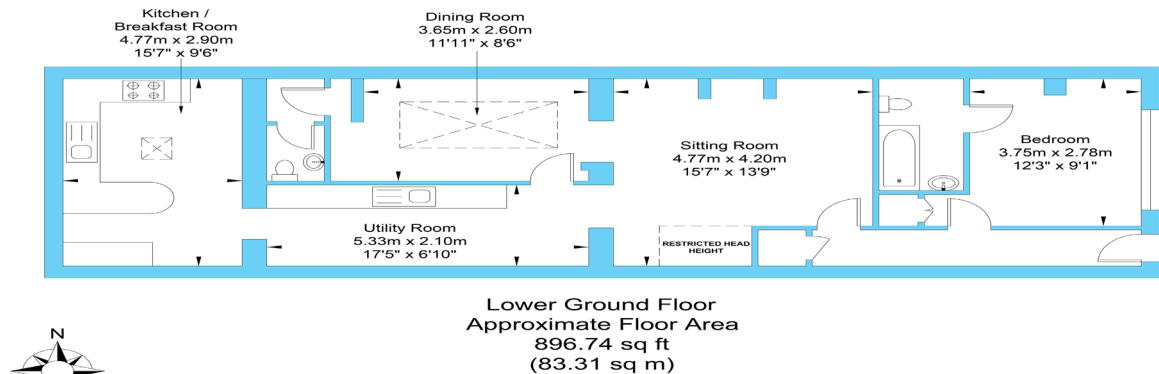 Kitchen /
Breakfast Room
4.77m x 2.90m
15'7" x 9'6"
Dining Room
3.65m x 2.60m
11'11" x 8'6"
Sitting Room
4.77m x 4.20m
15'7" x 13'9"
Bedroom
3.75m x 2.78m
12'3" x 9'1"
Utility Room
5.33m x 2.10m
17'5" x 6'10"
RESTRICTED HEAD
HEIGHT
Lower Ground Floor
Approximate Floor Area
896.74 sq ft
(83.31 sq m)
N